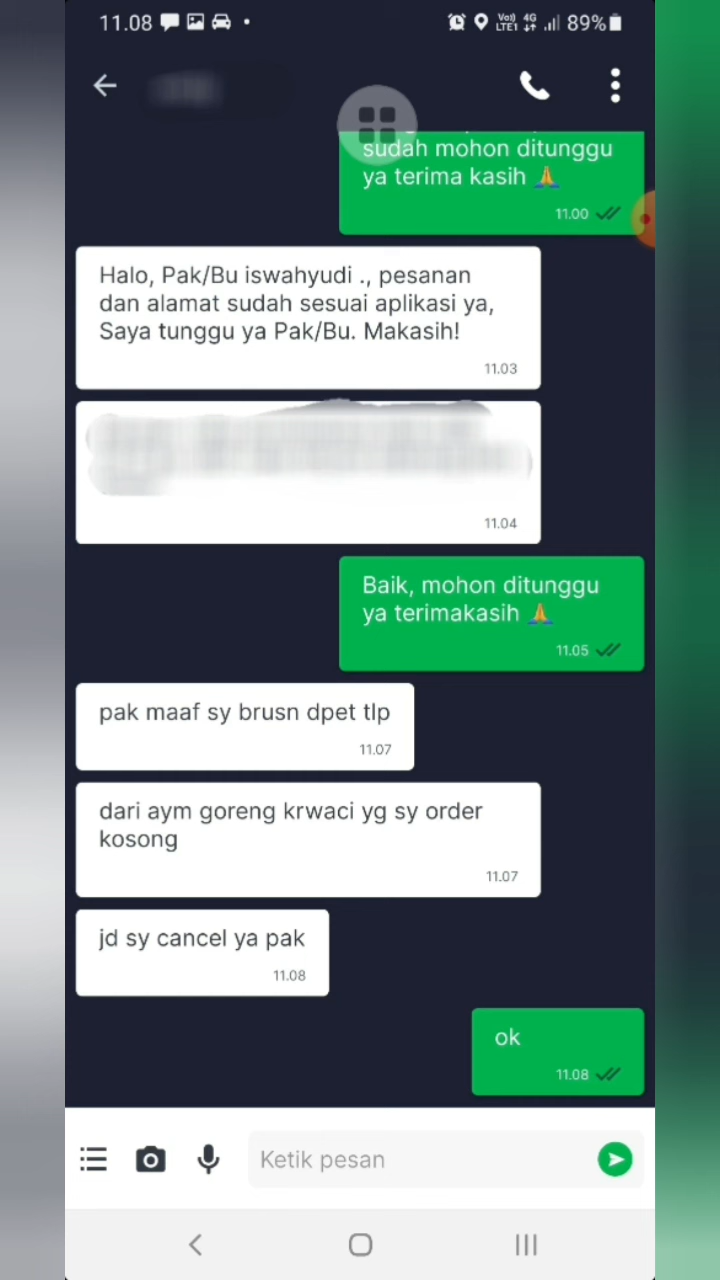 11.08
Vo))
LTE1
4G
89%
sudah mohon ditunggu
ya terima kasih 🙏
11.00
Halo, Pak/Bu iswahyudi ., pesanan
dan alamat sudah sesuai aplikasi ya,
Saya tunggu ya Pak/Bu. Makasih!
11.03
11.04
Baik, mohon ditunggu
ya terimakasih 🙏
11.05
pak maaf sy brusn dpet tlp
11.07
dari aym goreng krwaci yg sy order
kosong
11.07
jd sy cancel ya pak
11.08
ok
11.08
Ketik pesan